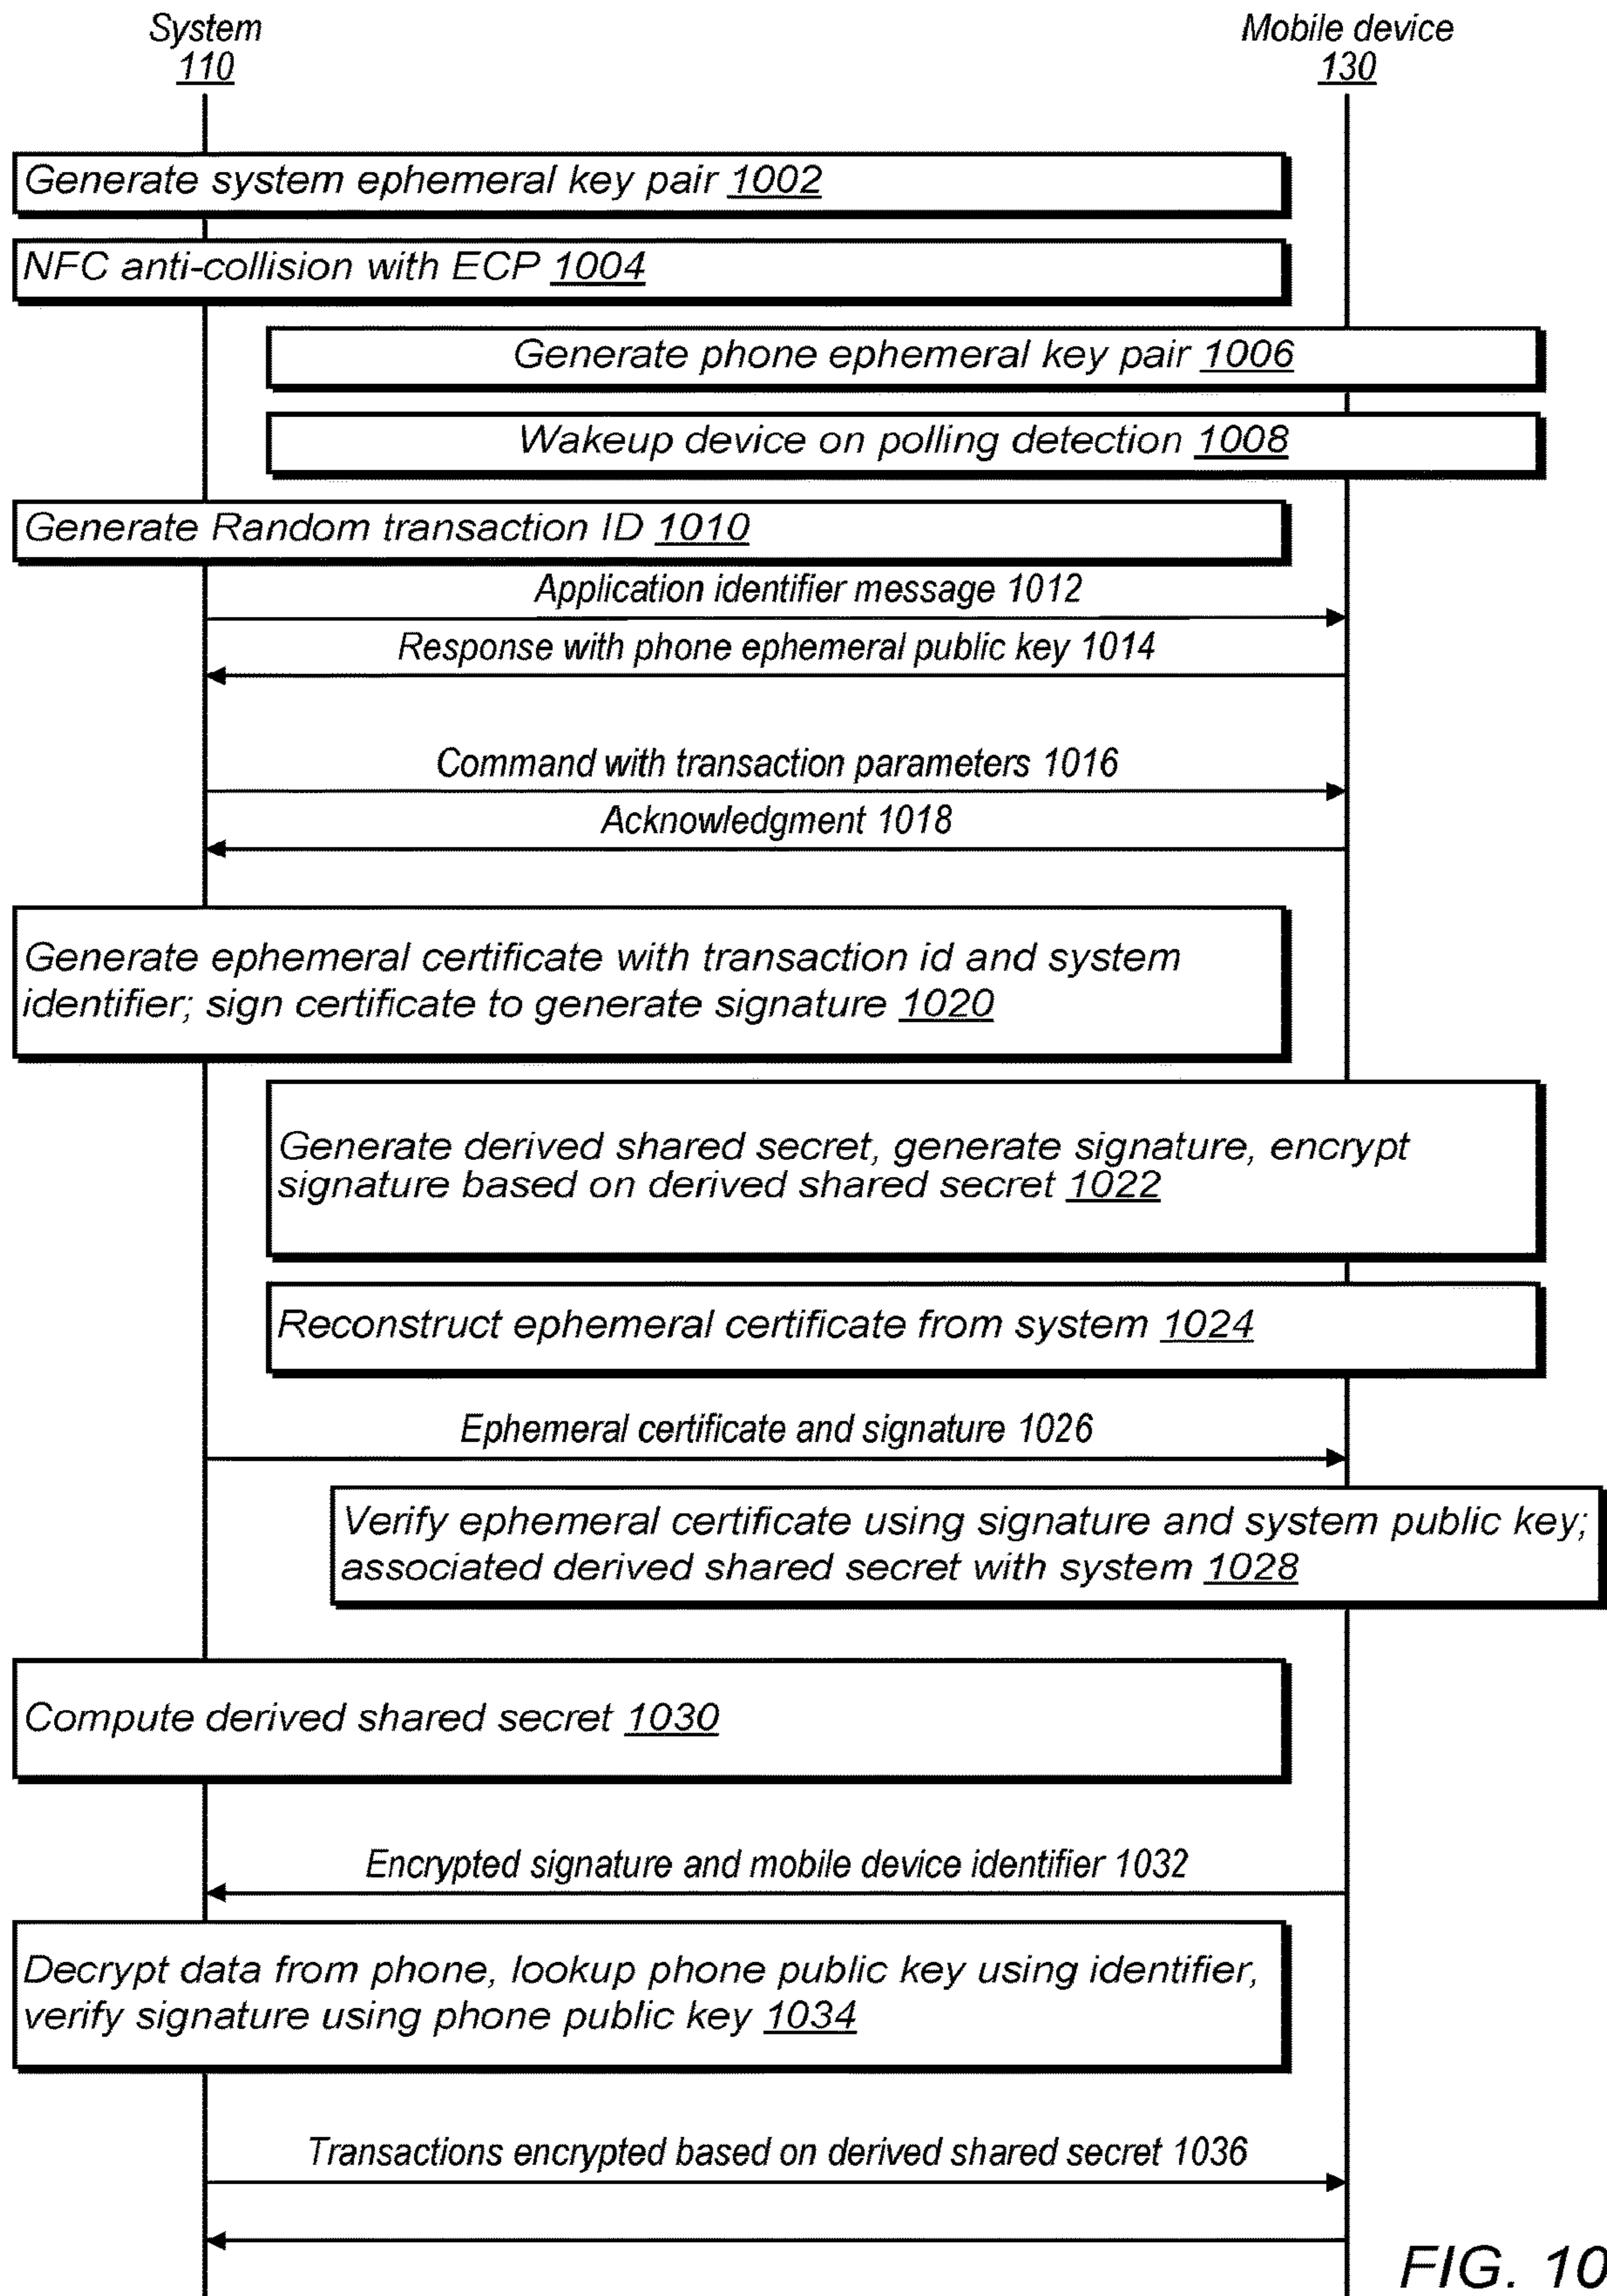 System
110
Mobile device
130
Generate system ephemeral key pair 1002
NFC anti-collision with ECP 1004
Generate phone ephemeral key pair 1006
Wakeup device on polling detection 1008
Generate Random transaction ID 1010
Application identifier message 1012
Response with phone ephemeral public key 1014
Command with transaction parameters 1016
Acknowledgment 1018
Generate ephemeral certificate with transaction id and system
identifier; sign certificate to generate signature 1020
Generate derived shared secret, generate signature, encrypt
signature based on derived shared secret 1022
Reconstruct ephemeral certificate from system 1024
Ephemeral certificate and signature 1026
Verify ephemeral certificate using signature and system public key;
associated derived shared secret with system 1028
Compute derived shared secret 1030
Encrypted signature and mobile device identifier 1032
Decrypt data from phone, lookup phone public key using identifier,
verify signature using phone public key 1034
Transactions encrypted based on derived shared secret 1036
FIG. 10